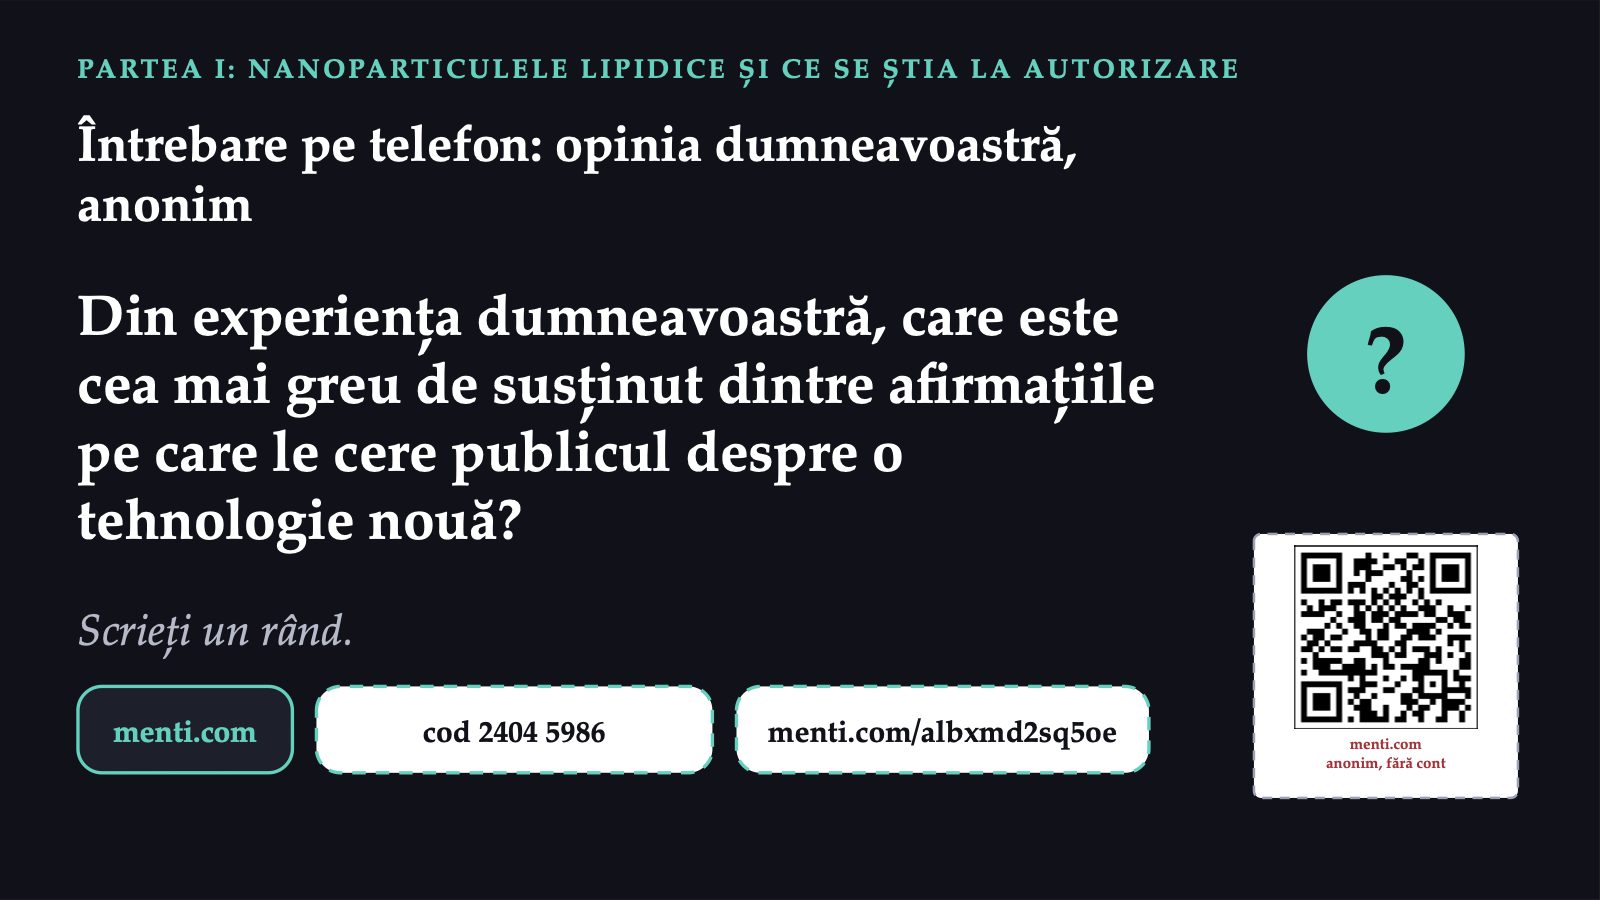 PARTEA I: NANOPARTICULELE LIPIDICE ȘI CE SE ȘTIA LA AUTORIZARE
Întrebare pe telefon: opinia dumneavoastră,
anonim
Din experiența dumneavoastră, care este
cea mai greu de susținut dintre afirmațiile
pe care le cere publicul despre o
tehnologie nouă?
?
Scrieți un rând.
menti.com
cod 2404 5986
menti.com/albxmd2sq5oe
menti.com
anonim, fără cont